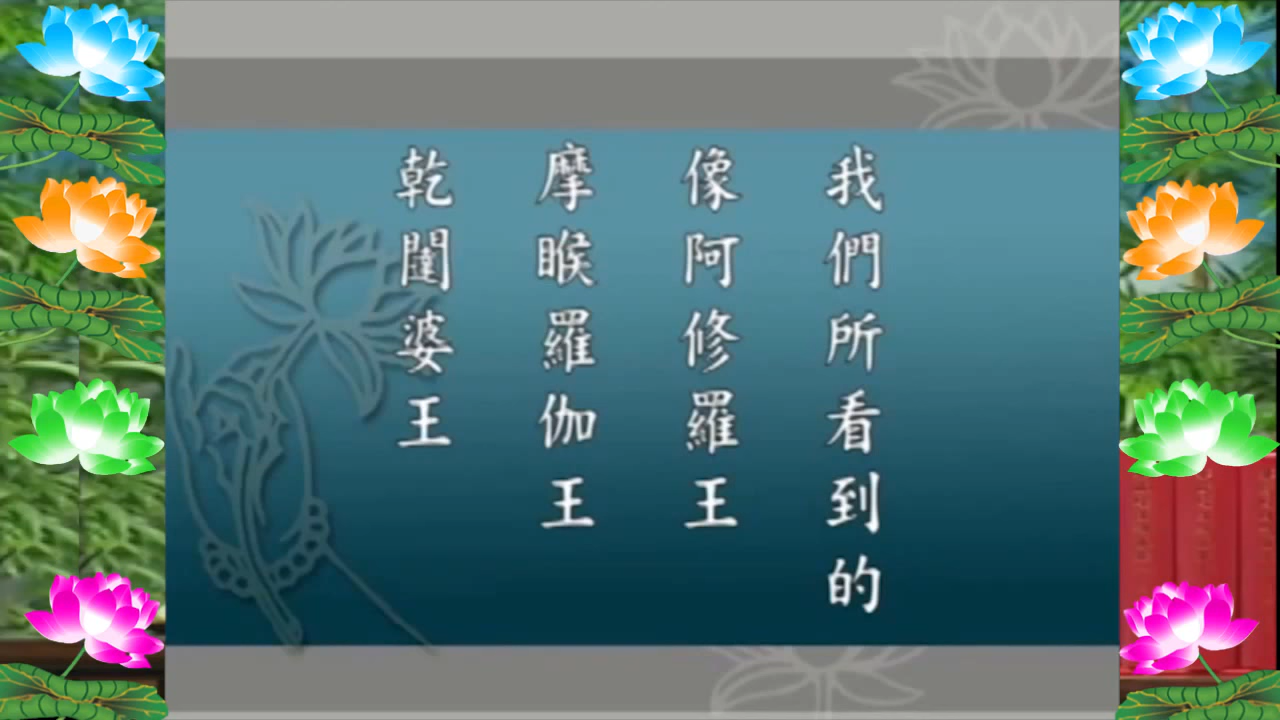 我們所看到的
像阿修羅王
摩睺羅伽王
乾闥婆王